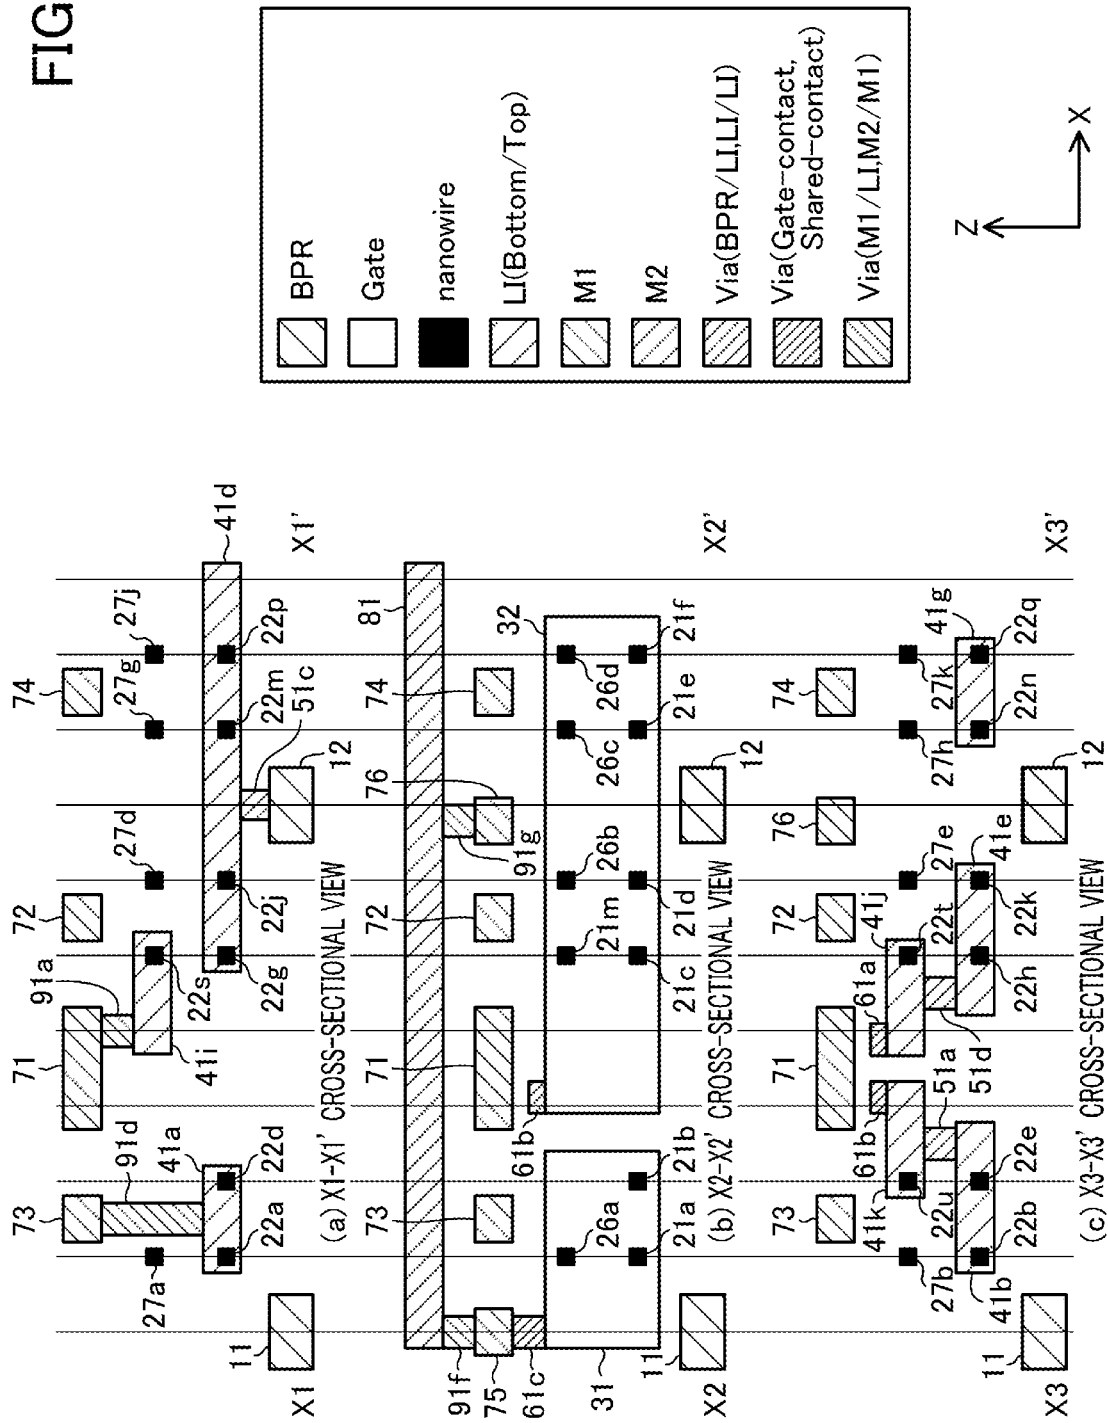 FIG
BPR
Gate
nanowire
LI(Bottom/Top)
M1
M2
Via(BPR/LI,LI/LI)
Via(Gate-contact,
Shared-contact)
Via(M1/LI,M2/M1)
Z
X
73
91d
71
91a
72
74
27g
27j
41a
27d
41d
27a
22a
22d
41i
22s
22g
22j
22m
22p
51c
11
12
X1
(a) X1-X1' CROSS-SECTIONAL VIEW
X1'
81
91f
75
61c
73
71
72
91g
76
74
32
61b
26a
21m
26b
26c
26d
31
21a
21b
21c
21d
21e
21f
11
12
X2
(b) X2-X2' CROSS-SECTIONAL VIEW
X2'
73
71
72
76
74
61b
61a
41k
22u
41j
22t
27b
27e
27h
27k
51a
51d
41b
22b
22e
22h
22k
41e
22n
22q
41g
11
12
X3
(c) X3-X3' CROSS-SECTIONAL VIEW
X3'